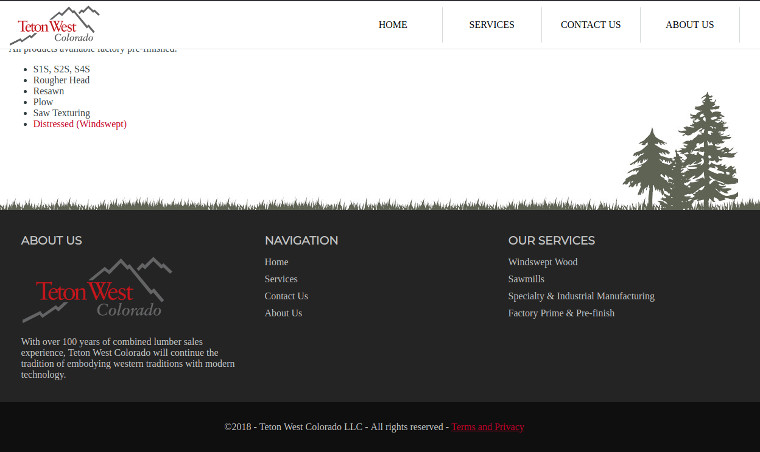 Teton West
Colorado
HOME
SERVICES
CONTACT US
ABOUT US
All products available factory pre-finished.
S1S, S2S, S4S
Rougher Head
Resawn
Plow
Saw Texturing
Distressed (Windswept)
ABOUT US
Teton West
Colorado
With over 100 years of combined lumber sales
experience, Teton West Colorado will continue the
tradition of embodying western traditions with modern
technology.
NAVIGATION
Home
Services
Contact Us
About Us
OUR SERVICES
Windswept Wood
Sawmills
Specialty & Industrial Manufacturing
Factory Prime & Pre-finish
©2018 - Teton West Colorado LLC - All rights reserved - Terms and Privacy